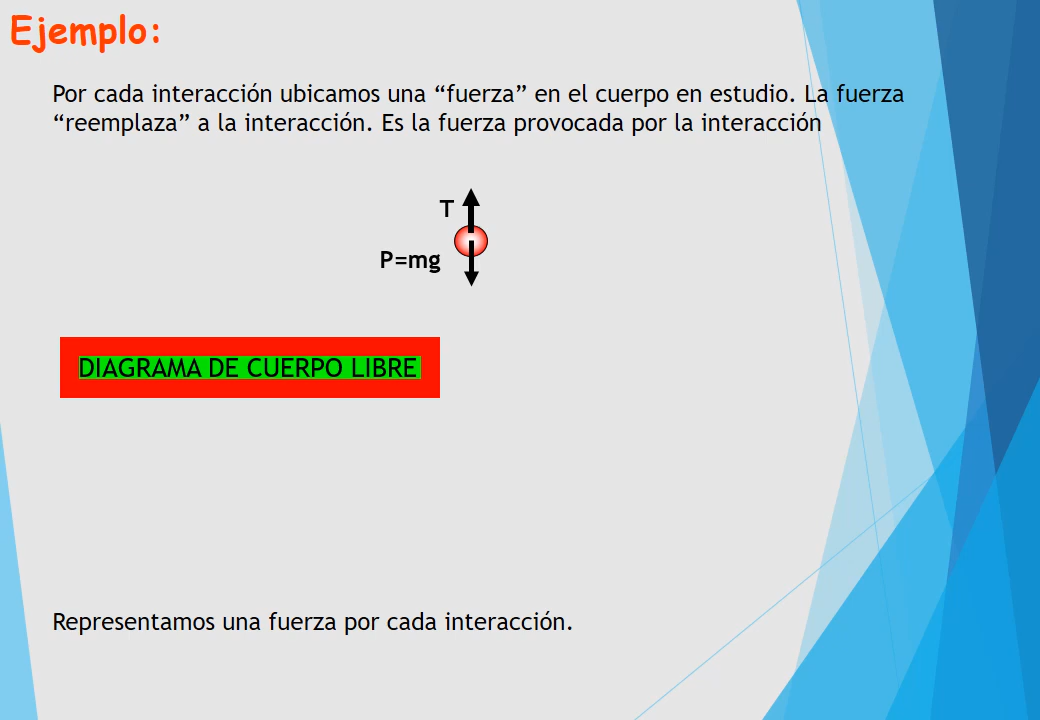 Ejemplo:
Por cada interacción ubicamos una “fuerza” en el cuerpo en estudio. La fuerza
“reemplaza” a la interacción. Es la fuerza provocada por la interacción
T
P=mg
DIAGRAMA DE CUERPO LIBRE
Representamos una fuerza por cada interacción.